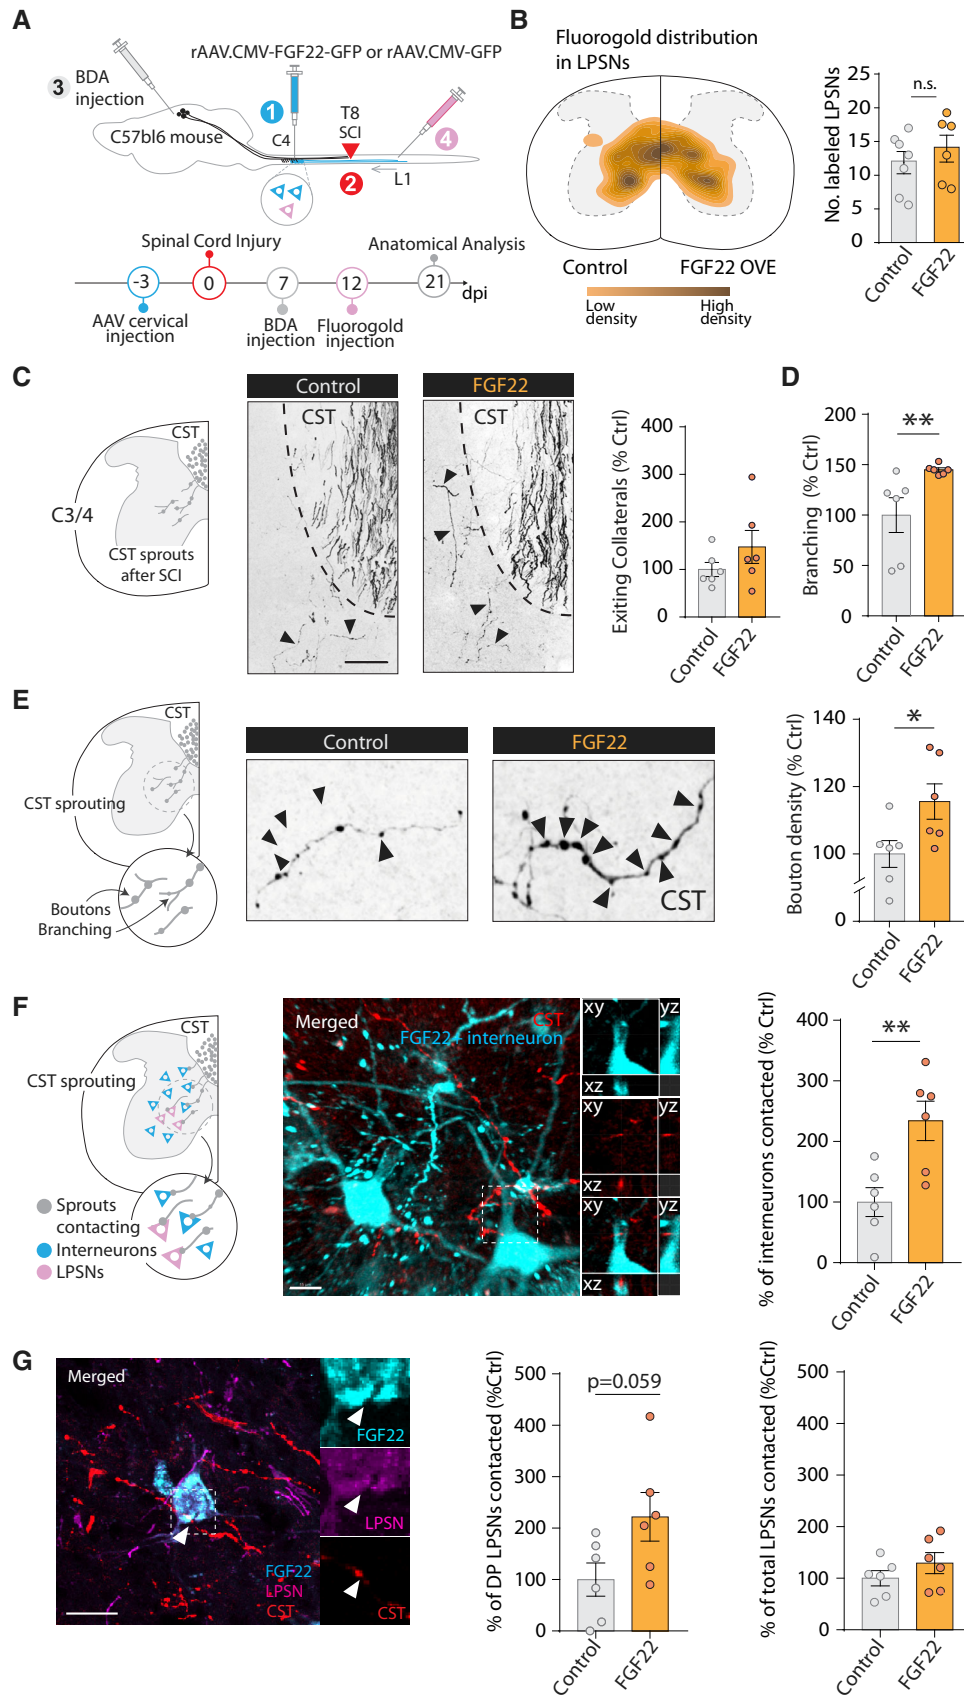 A
rAAV.CMV-FGF22-GFP or rAAV.CMV-GFP
3 BDA
injection
1
C57bl6 mouse
C4
T8
SCI
4
2
L1
Spinal Cord Injury
Anatomical Analysis
-3
0
7
12
21
dpi
AAV cervical
injection
BDA
injection
Fluorogold
injection
B
Fluorogold distribution
in LPSNs
Control
FGF22 OVE
Low
density
High
density
No. labeled LPSNs
25
20
15
10
5
0
n.s.
Control
FGF22
C
CST
C3/4
CST sprouts
after SCI
Control
CST
FGF22
CST
Exiting Collaterals (% Ctrl)
400
300
200
100
0
Control
FGF22
D
Branching (% Ctrl)
200
150
100
50
0
**
Control
FGF22
E
CST
CST sprouting
Boutons
Branching
Control
FGF22
CST
Bouton density (% Ctrl)
140
120
100
0
*
Control
FGF22
F
CST
CST sprouting
Sprouts
contacting
Interneurons
LPSNs
Merged
CST
FGF22+ interneuron
xy
yz
xz
xy
yz
xz
xy
yz
xz
% of interneurons contacted (% Ctrl)
400
300
200
100
0
**
Control
FGF22
G
Merged
FGF22
LPSN
CST
FGF22
LPSN
CST
% of DP LPSNs contacted (%Ctrl)
500
400
300
200
100
0
p=0.059
Control
FGF22
% of total LPSNs contacted (%Ctrl)
500
400
300
200
100
0
Control
FGF22